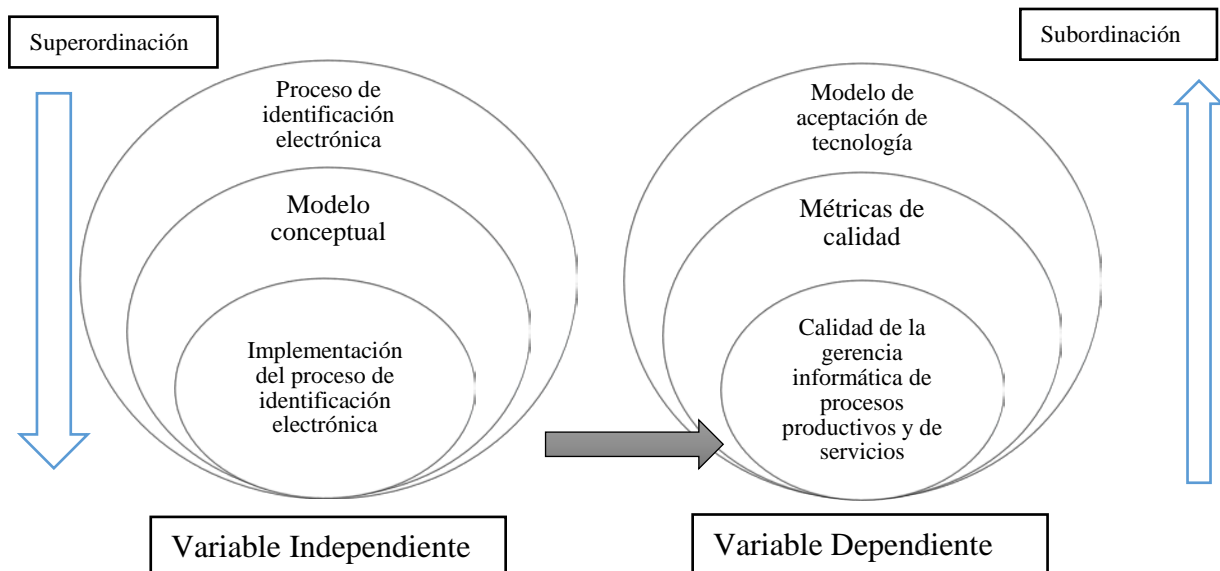 Superordinación
Subordinación
Proceso de
identificación
electrónica
Modelo
conceptual
Implementación
del proceso de
identificación
electrónica
Modelo de
aceptación de
tecnología
Métricas de
calidad
Calidad de la
gerencia
informática de
procesos
productivos y de
servicios
Variable Independiente
Variable Dependiente